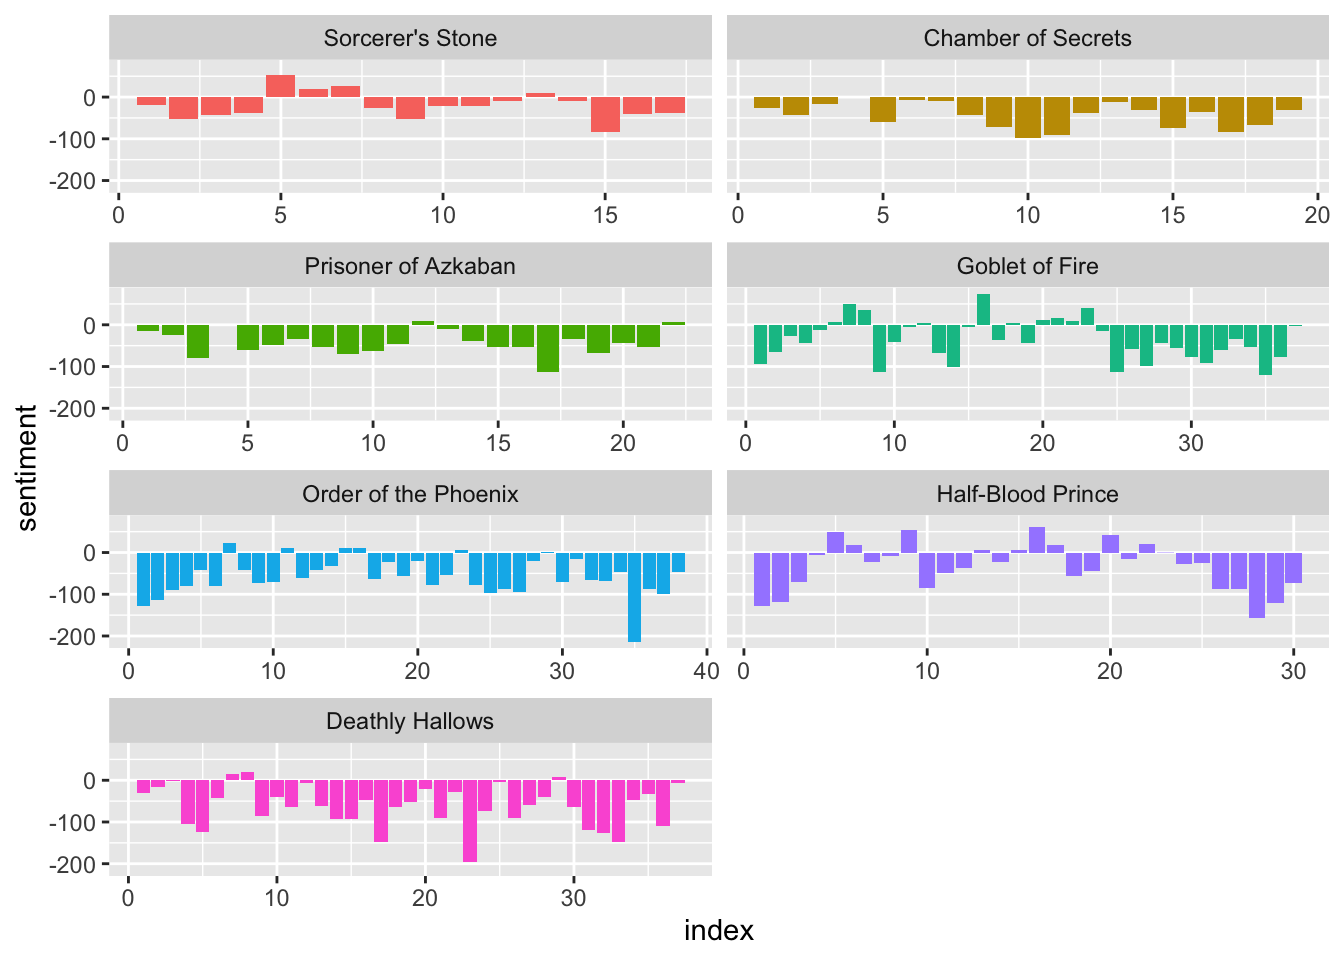 Sorcerer's Stone
Chamber of Secrets
0
-100
-200
0 5 10 15
0 5 10 15 20
Prisoner of Azkaban
Goblet of Fire
0
-100
-200
0 5 10 15 20
0 10 20 30
Order of the Phoenix
Half-Blood Prince
0
-100
-200
0 10 20 30 40
0 10 20 30
Deathly Hallows
0
-100
-200
0 10 20 30
sentiment
index